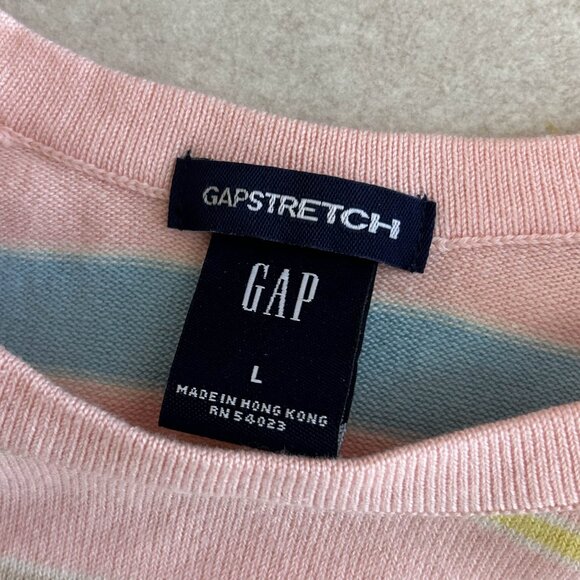 GAPSTRETCH
GAP
L
MADE IN HONG KONG
RN 54023